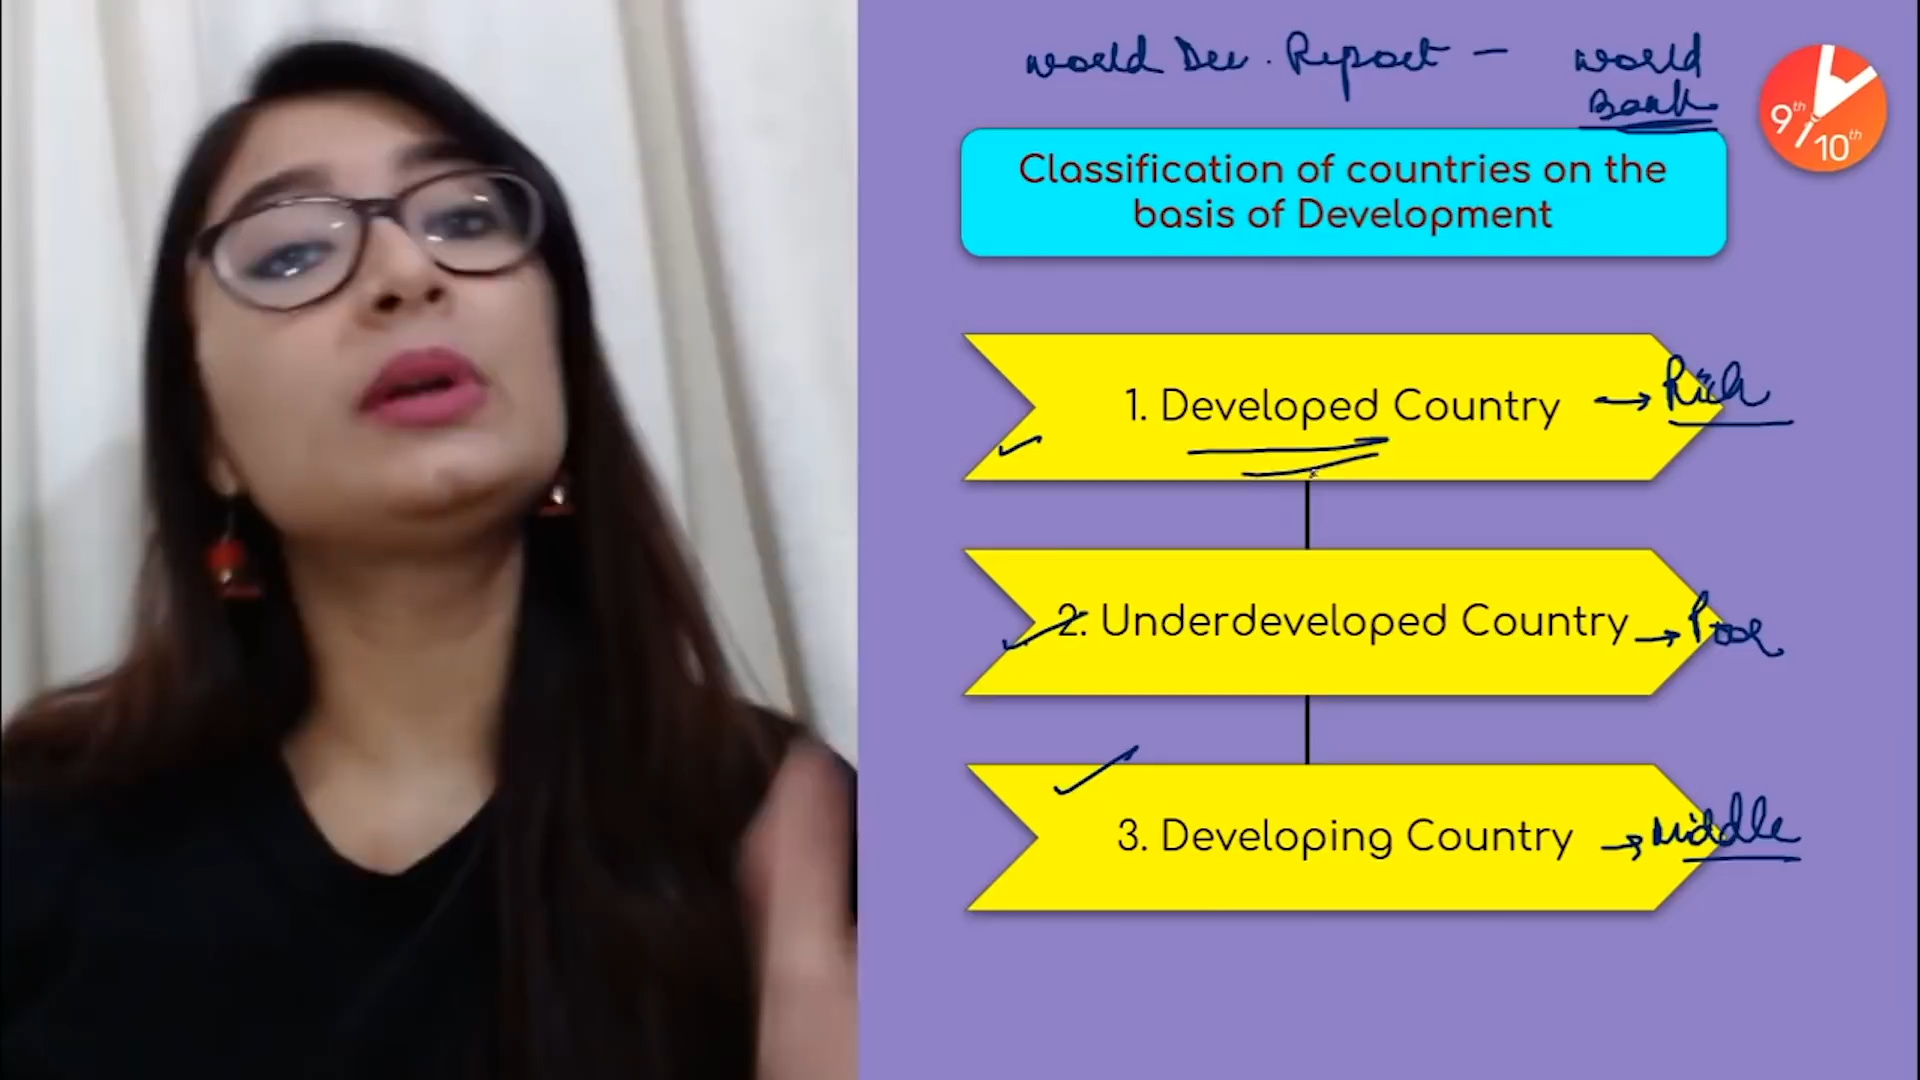 World Dev. Report - World
Bank
9th
10th
Classification of countries on the
basis of Development
1. Developed Country → Rich
2. Underdeveloped Country → Poor
3. Developing Country → Middle